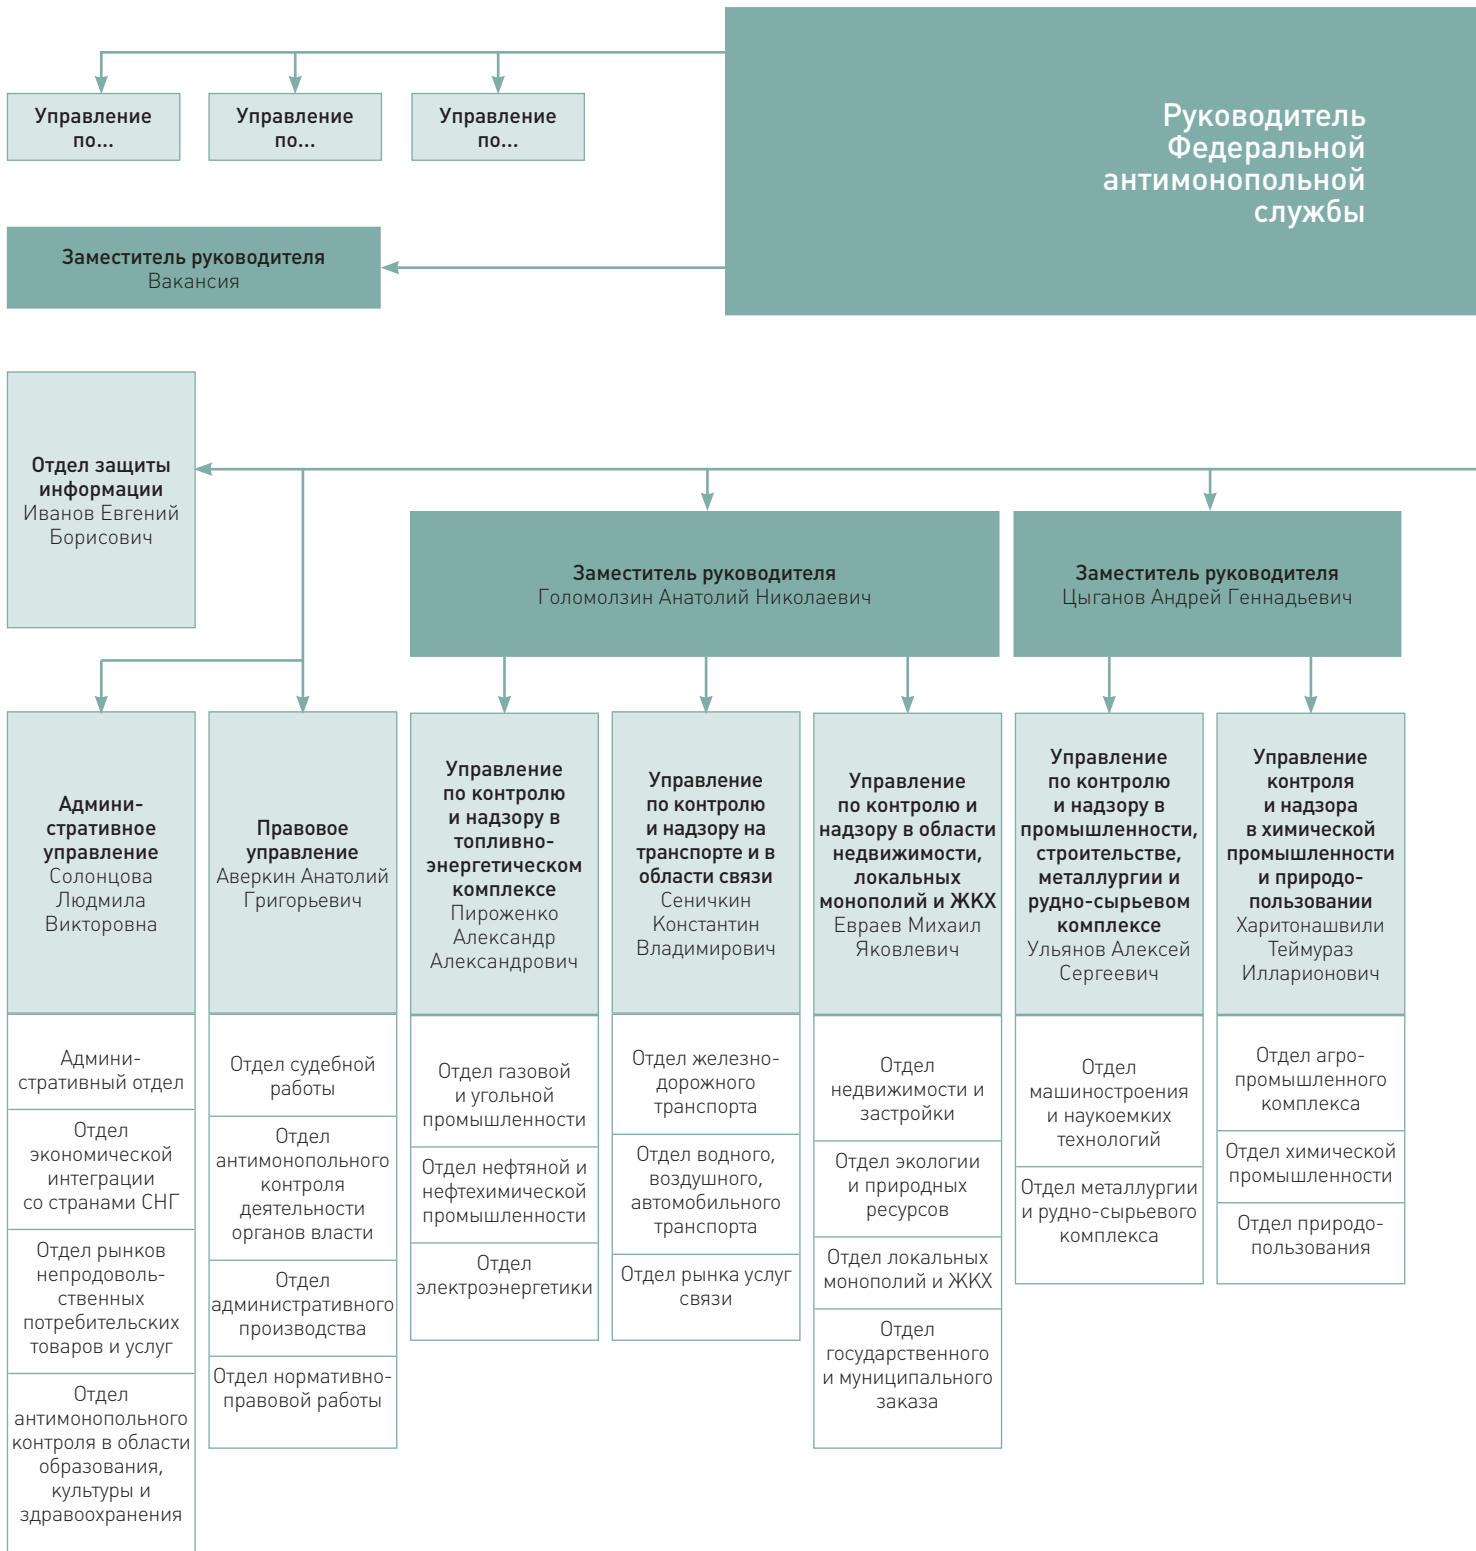 Управление
по...
Управление
по...
Управление
по...
Руководитель
Федеральной
антимонопольной
службы
Заместитель руководителя
Вакансия
Отдел защиты
информации
Иванов Евгений
Борисович
Заместитель руководителя
Голомолзин Анатолий Николаевич
Заместитель руководителя
Цыганов Андрей Геннадьевич
Админи-
стративное
управление
Солонцова
Людмила
Викторовна
Правовое
управление
Аверкин Анатолий
Григорьевич
Управление
по контролю
и надзору в
топливно-
энергетическом
комплексе
Пироженко
Александр
Александрович
Управление
по контролю
и надзору на
транспорте и в
области связи
Сеничкин
Константин
Владимирович
Управление
по контролю и
надзору в области
недвижимости,
локальных
монополий и ЖКХ
Евраев Михаил
Яковлевич
Управление
по контролю
и надзору в
промышленности,
строительстве,
металлургии и
рудно-сырьевом
комплексе
Ульянов Алексей
Сергеевич
Управление
контроля
и надзора
в химической
промышленности
и природо-
пользовании
Харитонашвили
Теймураз
Илларионович
Админи-
стративный отдел
Отдел
экономической
интеграции
со странами СНГ
Отдел рынков
непродоволь-
ственных
потребительских
товаров и услуг
Отдел
антимонопольного
контроля в области
образования,
культуры и
здравоохранения
Отдел судебной
работы
Отдел
антимонопольного
контроля
деятельности
органов власти
Отдел
административного
производства
Отдел нормативно-
правовой работы
Отдел газовой
и угольной
промышленности
Отдел нефтяной и
нефтехимической
промышленности
Отдел
электроэнергетики
Отдел железно-
дорожного
транспорта
Отдел водного,
воздушного,
автомобильного
транспорта
Отдел рынка услуг
связи
Отдел
недвижимости и
застройки
Отдел экологии
и природных
ресурсов
Отдел локальных
монополий и ЖКХ
Отдел
государственного
и муниципального
заказа
Отдел
машиностроения
и наукоемких
технологий
Отдел металлургии
и рудно-сырьевого
комплекса
Отдел агро-
промышленного
комплекса
Отдел химической
промышленности
Отдел природо-
пользования